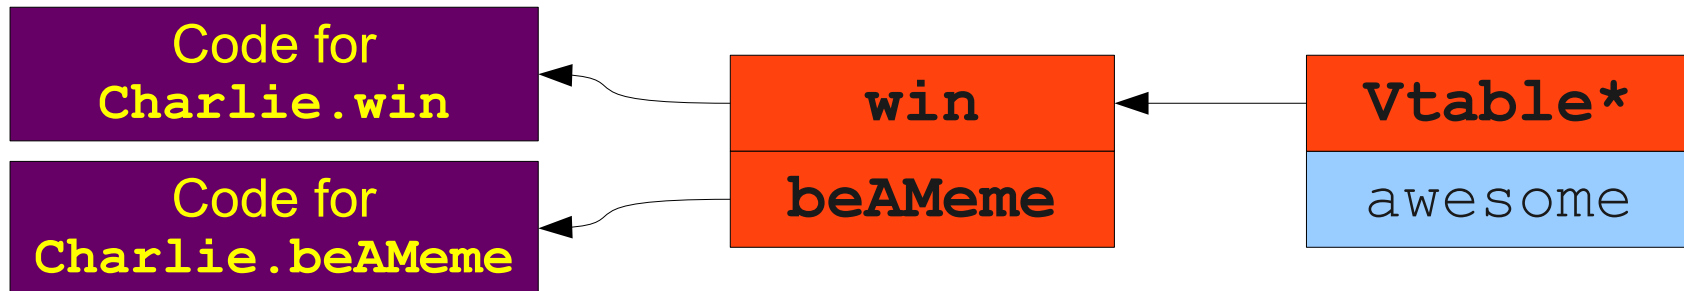 Code for
Charlie.win
Code for
Charlie.beAMeme
win
beAMeme
Vtable*
awesome